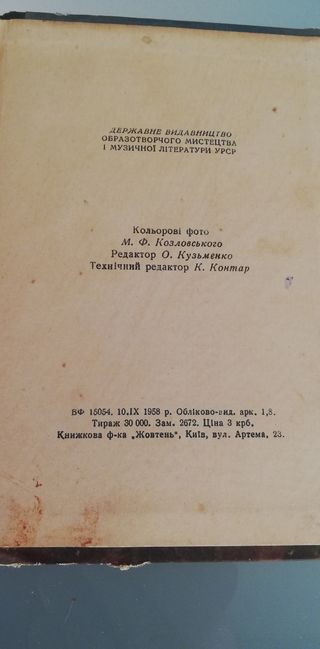 ДЕРЖАВНЕ ВИДАВНИЦТВО
ОБРАЗОТВОРЧОГО МИСТЕЦТВА
І МУЗИЧНОЇ ЛІТЕРАТУРИ УРСР
Кольорові фото
М. Ф. Козловського
Редактор О. Кузьменко
Технічний редактор К. Контар
БФ 15054. 10.IX 1958 р. Обліково-вид. арк. 1,8.
Тираж 30 000. Зам. 2672. Ціна 3 крб.
Книжкова ф-ка „Жовтень", Київ, вул. Артема, 23.